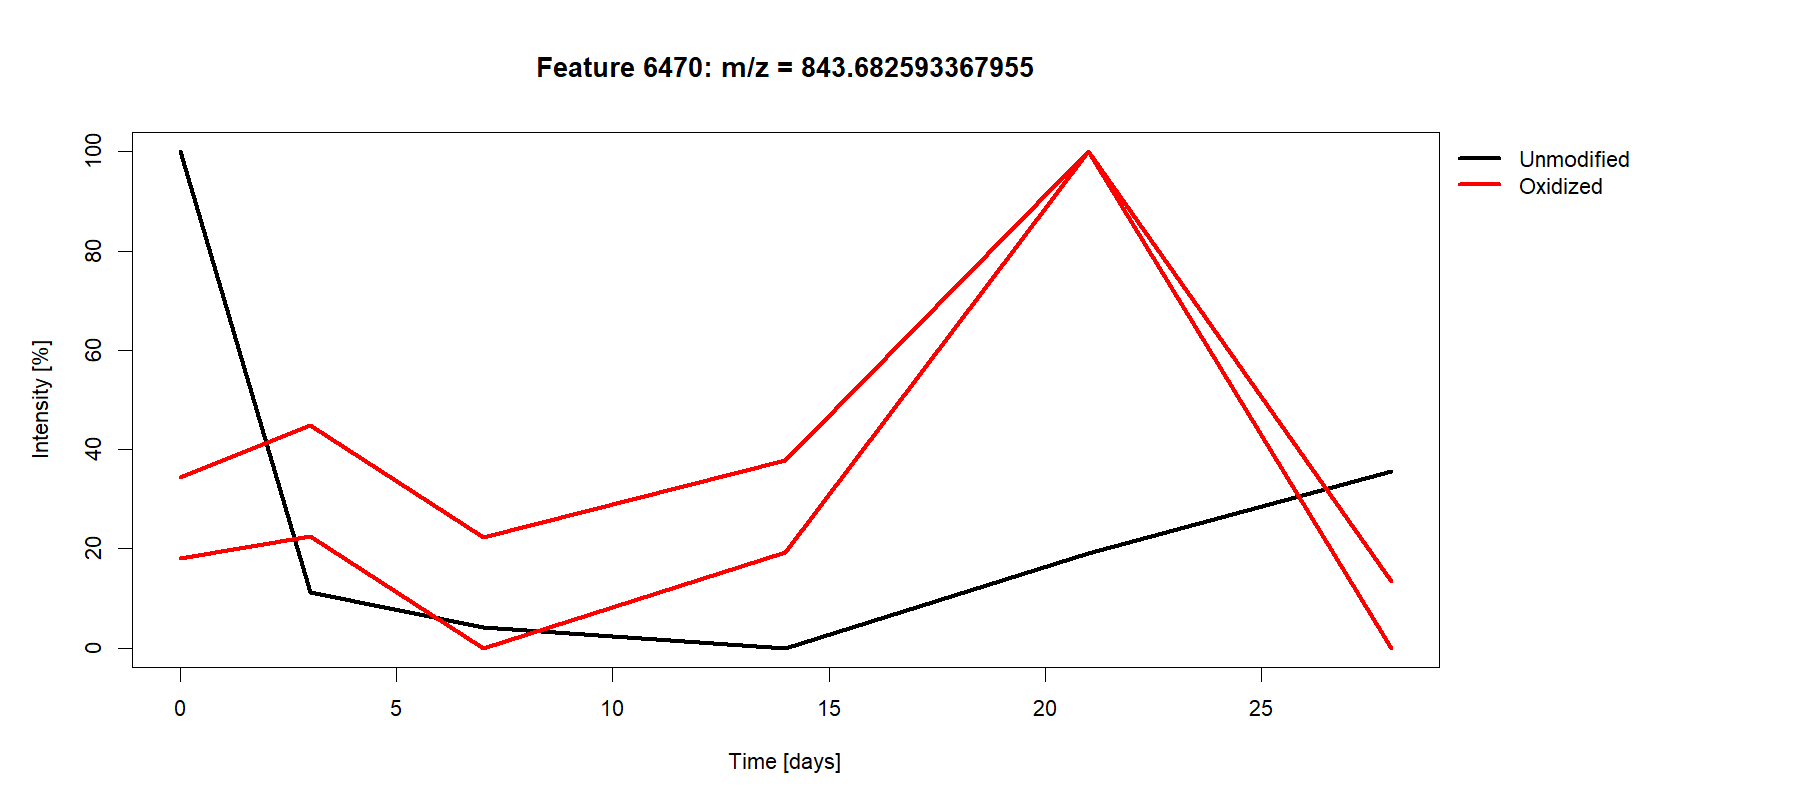 Feature 6470: m/z = 843.682593367955
Unmodified
Oxidized
Intensity [%]
100
80
60
40
20
0
0 5 10 15 20 25
Time [days]